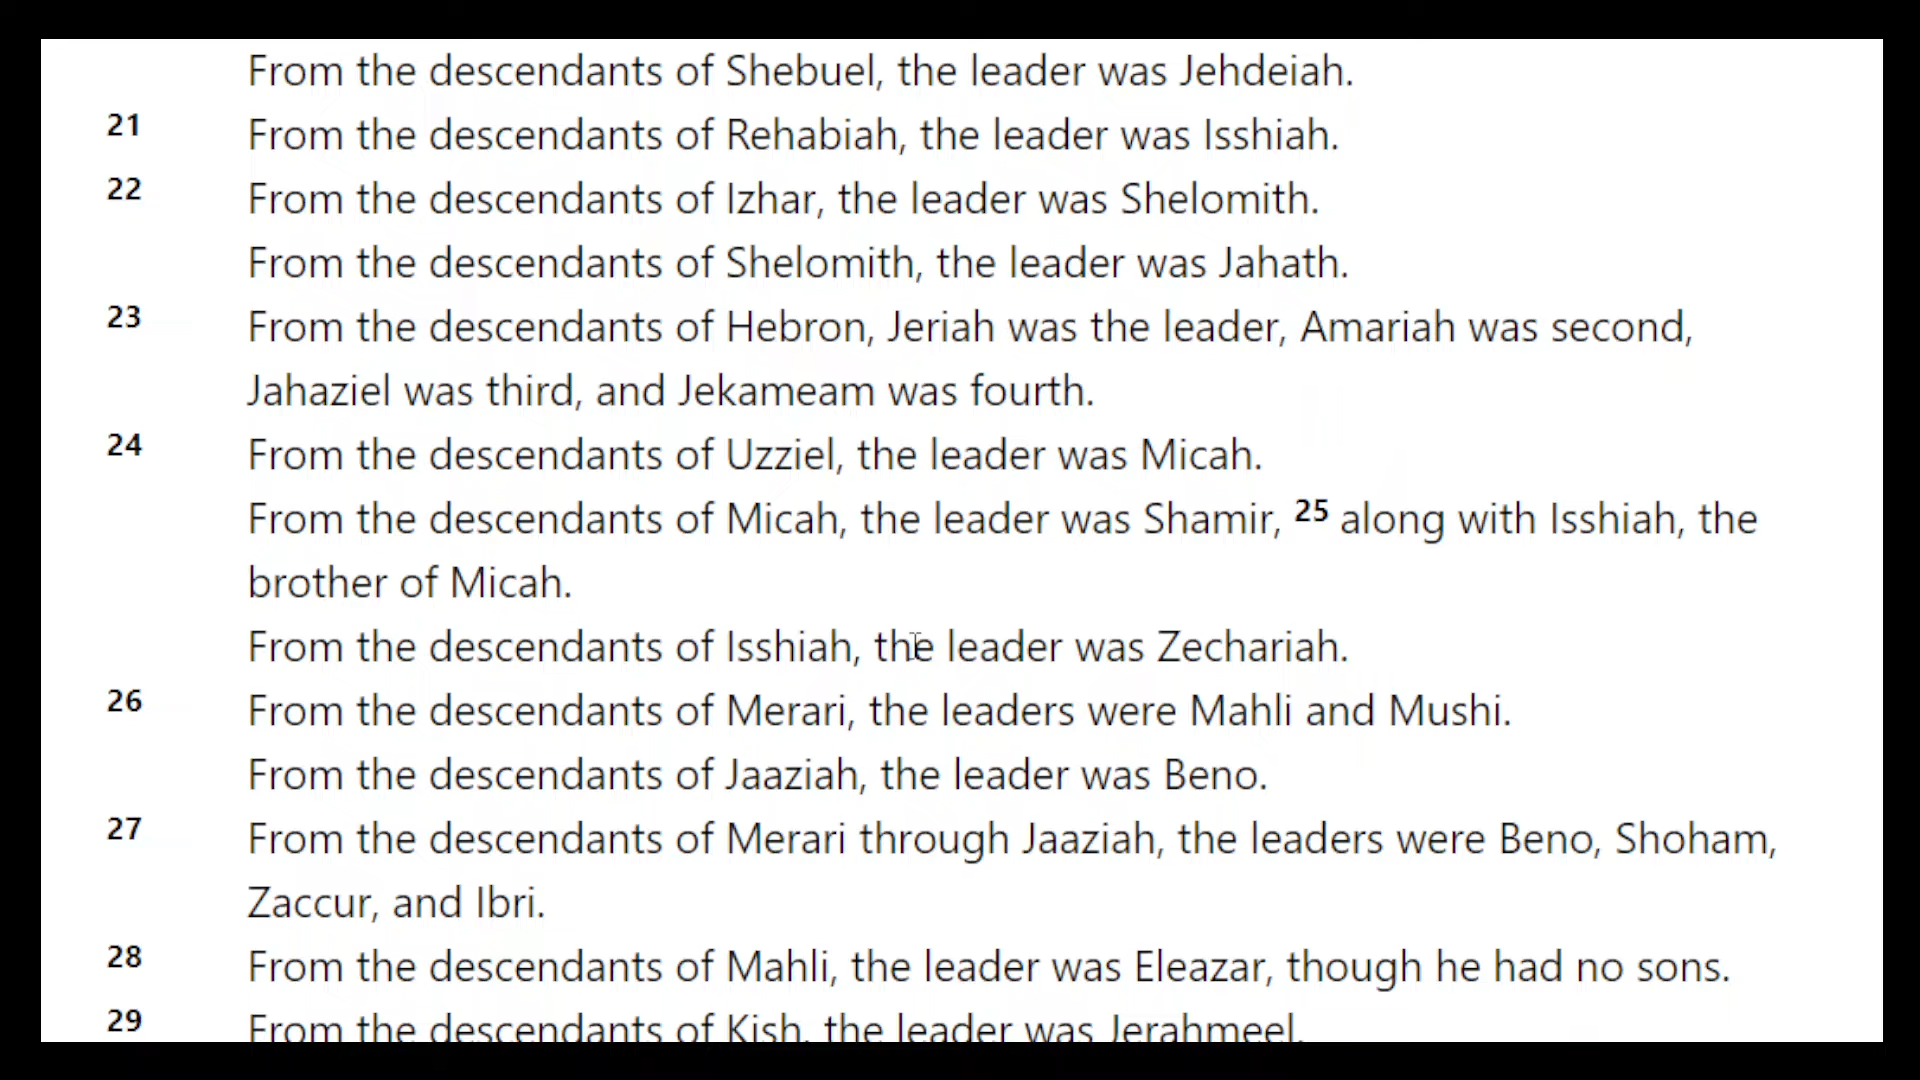 From the descendants of Shebuel, the leader was Jehdeiah.
21 From the descendants of Rehabiah, the leader was Isshiah.
22 From the descendants of Izhar, the leader was Shelomith.
From the descendants of Shelomith, the leader was Jahath.
23 From the descendants of Hebron, Jeriah was the leader, Amariah was second,
Jahaziel was third, and Jekameam was fourth.
24 From the descendants of Uzziel, the leader was Micah.
From the descendants of Micah, the leader was Shamir, 25 along with Isshiah, the
brother of Micah.
From the descendants of Isshiah, the leader was Zechariah.
26 From the descendants of Merari, the leaders were Mahli and Mushi.
From the descendants of Jaaziah, the leader was Beno.
27 From the descendants of Merari through Jaaziah, the leaders were Beno, Shoham,
Zaccur, and Ibri.
28 From the descendants of Mahli, the leader was Eleazar, though he had no sons.
29 From the descendants of Kish, the leader was Jerahmeel.